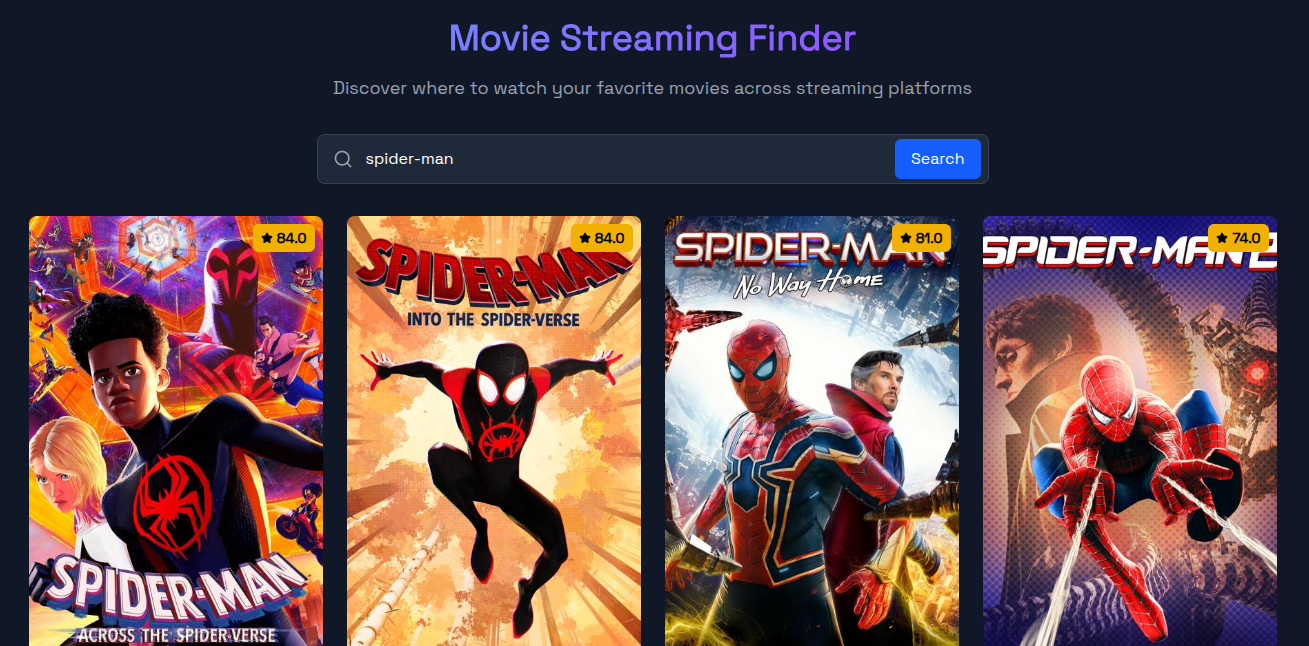 Movie Streaming Finder
Discover where to watch your favorite movies across streaming platforms
spider-man
Search
84.0
84.0
81.0
74.0
SPIDER-MAN
ACROSS THE SPIDER-VERSE
SPIDER-MAN
INTO THE SPIDER-VERSE
SPIDER-MAN
No Way Home
SPIDER-MAN 2